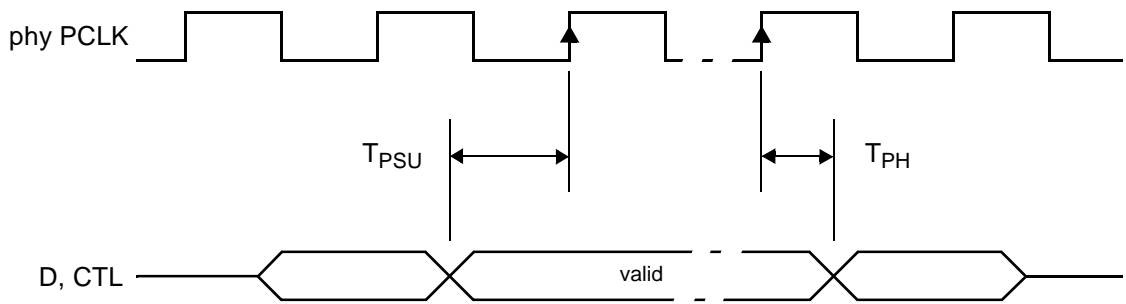 phy PCLK
TPSU
TPH
D, CTL
valid